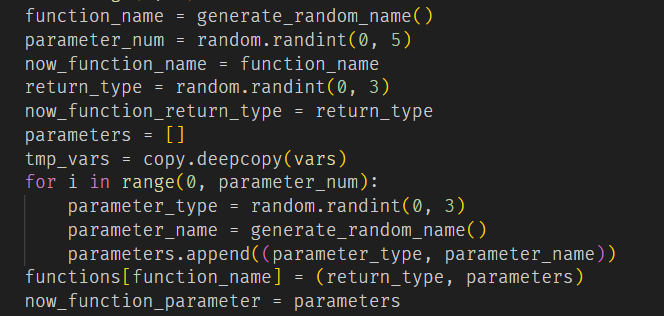 function_name = generate_random_name()
parameter_num = random.randint(0, 5)
now_function_name = function_name
return_type = random.randint(0, 3)
now_function_return_type = return_type
parameters = []
tmp_vars = copy.deepcopy(vars)
for i in range(0, parameter_num):
    parameter_type = random.randint(0, 3)
    parameter_name = generate_random_name()
    parameters.append((parameter_type, parameter_name))
functions[function_name] = (return_type, parameters)
now_function_parameter = parameters